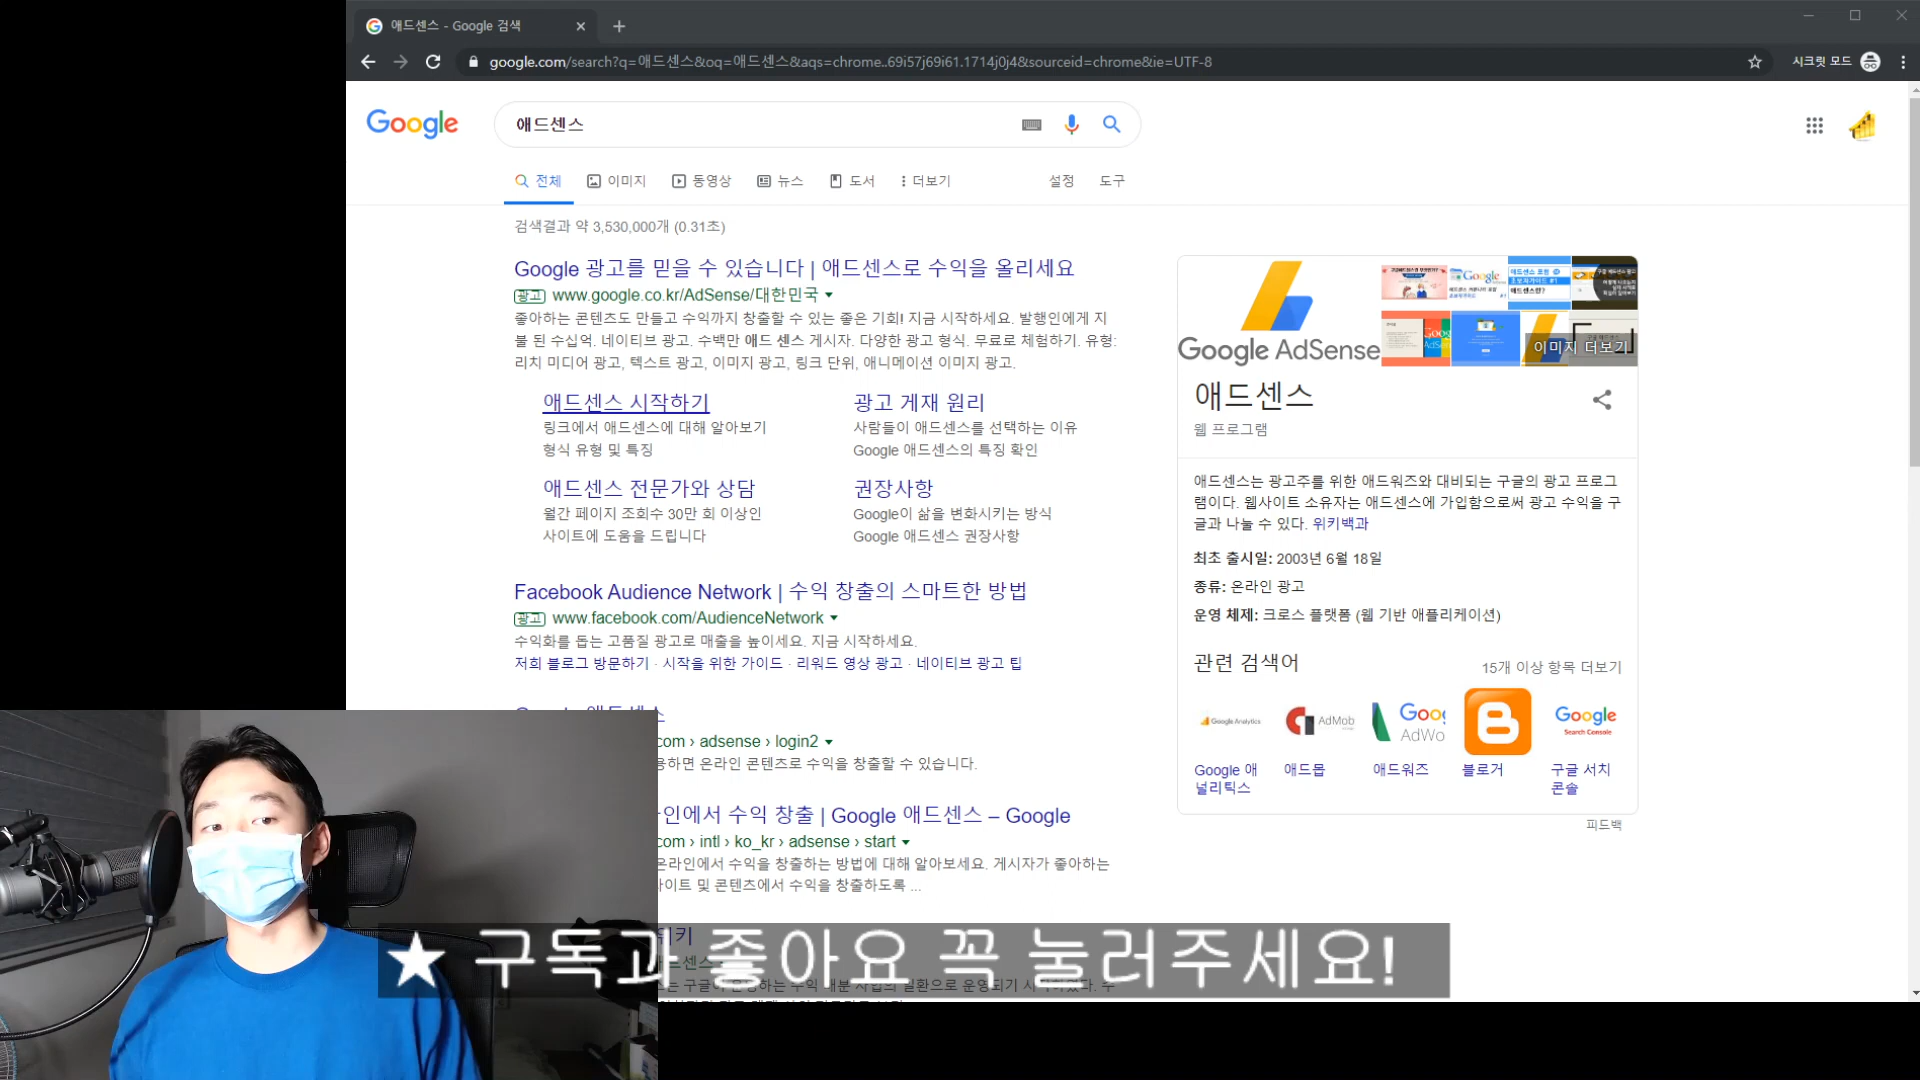 애드센스 - Google 검색
google.com/search?q=애드센스&oq=애드센스&aqs=chrome..69i57j69i61.1714j0j4&sourceid=chrome&ie=UTF-8
시크릿 모드
Google
애드센스
전체
이미지
동영상
뉴스
도서
더보기
설정
도구
검색결과 약 3,530,000개 (0.31초)
Google 광고를 믿을 수 있습니다 | 애드센스로 수익을 올리세요
광고 www.google.co.kr/AdSense/대한민국
좋아하는 콘텐츠도 만들고 수익까지 창출할 수 있는 좋은 기회! 지금 시작하세요. 발행인에게 지
불 된 수십억. 네이티브 광고. 수백만 애드 센스 게시자. 다양한 광고 형식. 무료로 체험하기. 유형:
리치 미디어 광고, 텍스트 광고, 이미지 광고, 링크 단위, 애니메이션 이미지 광고.
애드센스 시작하기
링크에서 애드센스에 대해 알아보기
형식 유형 및 특징
광고 게재 원리
사람들이 애드센스를 선택하는 이유
Google 애드센스의 특징 확인
애드센스 전문가와 상담
월간 페이지 조회수 30만 회 이상인
사이트에 도움을 드립니다
권장사항
Google이 삶을 변화시키는 방식
Google 애드센스 권장사항
Facebook Audience Network | 수익 창출의 스마트한 방법
광고 www.facebook.com/AudienceNetwork
수익화를 돕는 고품질 광고로 매출을 높이세요. 지금 시작하세요.
저희 블로그 방문하기 · 시작을 위한 가이드 · 리워드 영상 광고 · 네이티브 광고 팁
com › adsense › login2
용하면 온라인 콘텐츠로 수익을 창출할 수 있습니다.
인에서 수익 창출 | Google 애드센스 – Google
com › intl › ko_kr › adsense › start
온라인에서 수익을 창출하는 방법에 대해 알아보세요. 게시자가 좋아하는
사이트 및 콘텐츠에서 수익을 창출하도록 ...
★ 구독과 좋아요 꼭 눌러주세요!
Google AdSense
이미지 더보기
애드센스
웹 프로그램
애드센스는 광고주를 위한 애드워즈와 대비되는 구글의 광고 프로그
램이다. 웹사이트 소유자는 애드센스에 가입함으로써 광고 수익을 구
글과 나눌 수 있다. 위키백과
최초 출시일: 2003년 6월 18일
종류: 온라인 광고
운영 체제: 크로스 플랫폼 (웹 기반 애플리케이션)
관련 검색어
15개 이상 항목 더보기
Google Analytics
AdMob
Goog
AdWo
Google
Search Console
Google 애
널리틱스
애드몹
애드워즈
블로거
구글 서치
콘솔
피드백